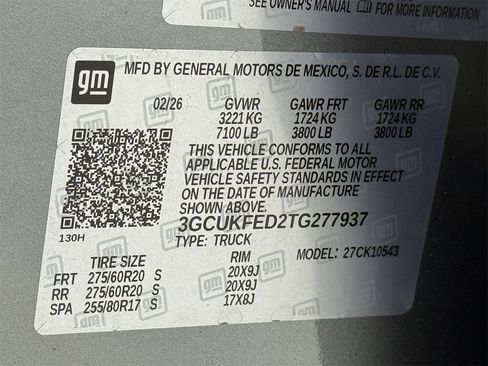 SEE OWNER'S MANUAL FOR MORE INFORMATION
gm
MFD BY GENERAL MOTORS DE MEXICO, S. DE R.L. DE C.V.
02/26 GVWR GAWR FRT GAWR RR
3221 KG 1724 KG 1724 KG
7100 LB 3800 LB 3800 LB
THIS VEHICLE CONFORMS TO ALL
APPLICABLE U.S. FEDERAL MOTOR
VEHICLE SAFETY STANDARDS IN EFFECT
ON THE DATE OF MANUFACTURE
SHOWN ABOVE.
3GCUKFED2TG277937
130H
TYPE: TRUCK MODEL: 27CK10543
TIRE SIZE RIM
FRT 275/60R20 S 20X9J
RR 275/60R20 S 20X9J
SPA 255/80R17 S 17X8J